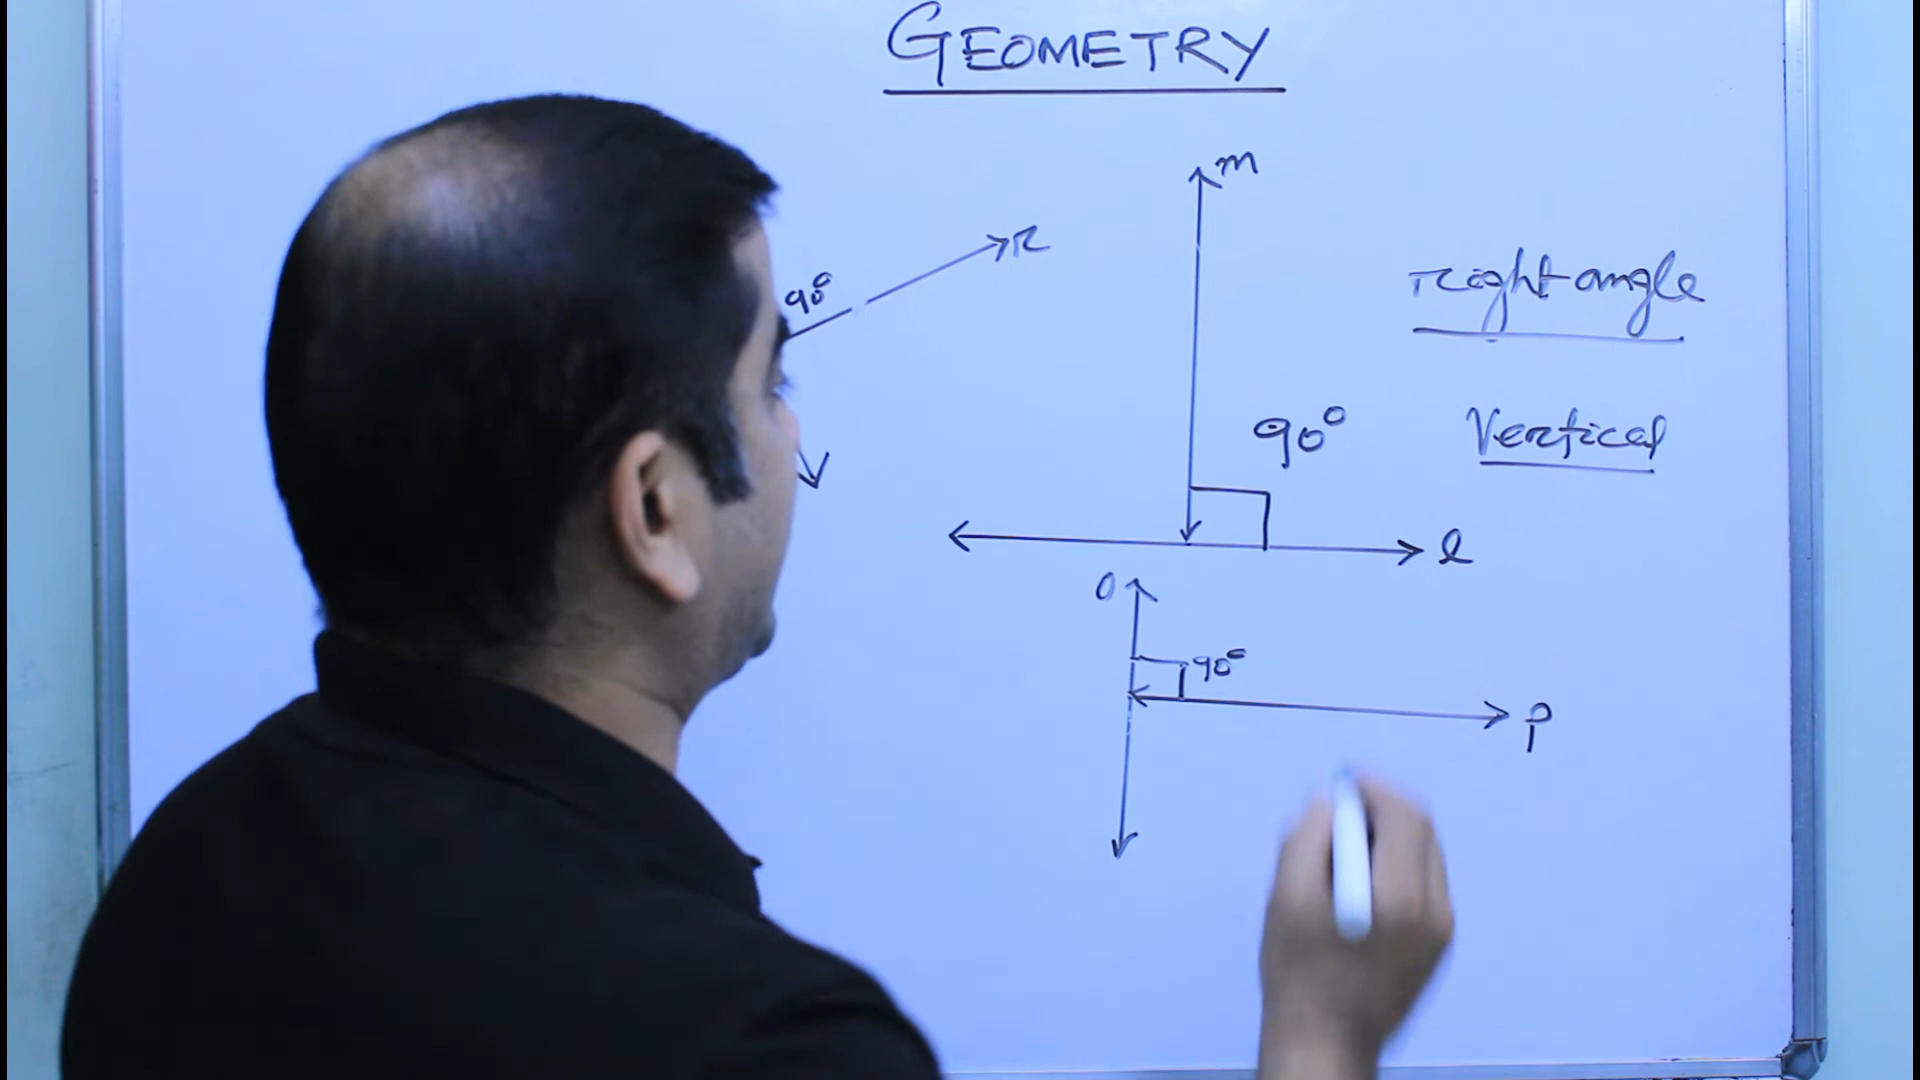 GEOMETRY
m
R
90°
Right angle
90°
Vertical
l
O
90°
P